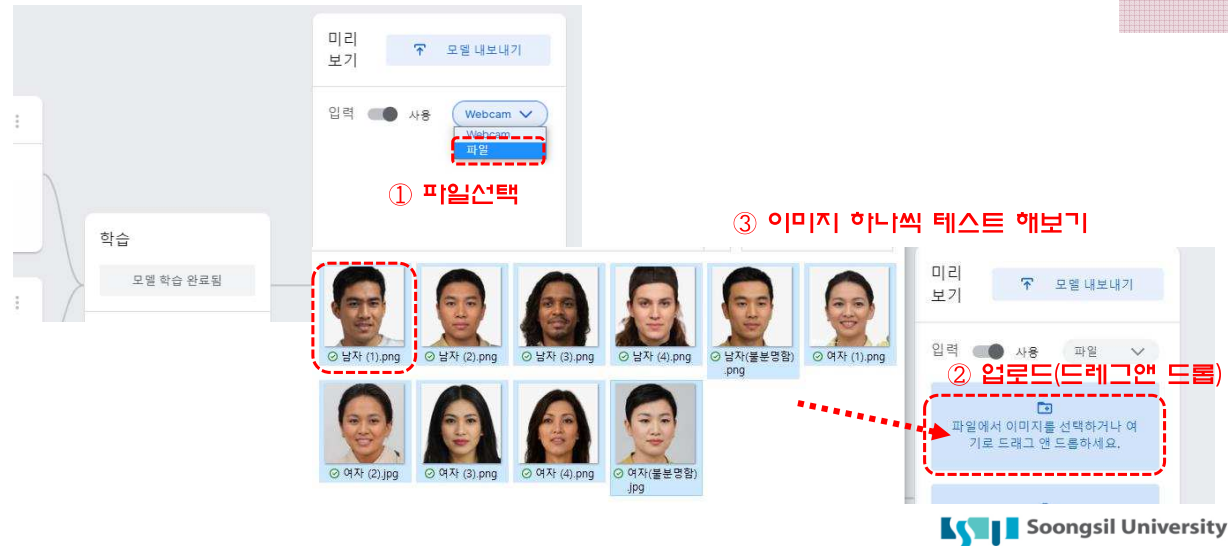 미리
보기
모델 내보내기
입력
사용
Webcam
Webcam
파일
① 파일선택
학습
모델 학습 완료됨
③ 이미지 하나씩 테스트 해보기
남자 (1).png
남자 (2).png
남자 (3).png
남자 (4).png
남자(불분명함)
.png
여자 (1).png
여자 (2).jpg
여자 (3).png
여자 (4).png
여자(불분명함)
.jpg
미리
보기
모델 내보내기
입력
사용
파일
② 업로드(드레그앤 드롭)
파일에서 이미지를 선택하거나 여
기로 드래그 앤 드롭하세요.
Soongsil University